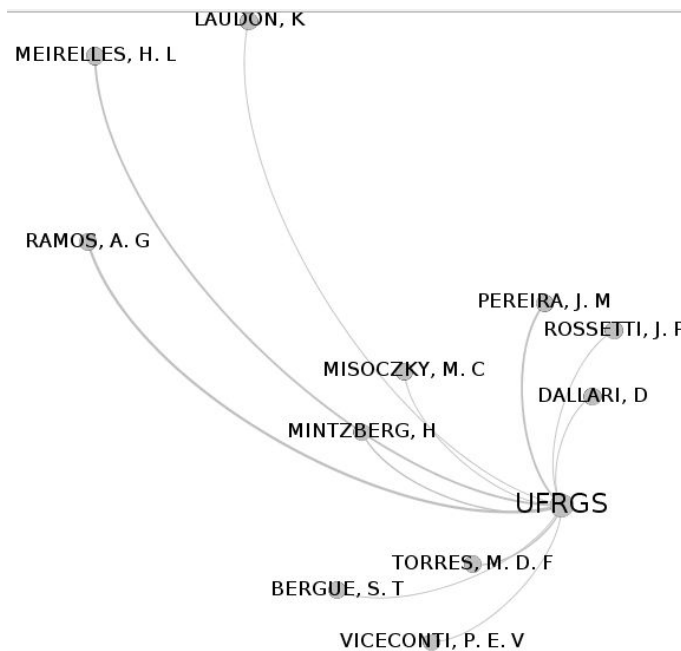 LAUDON, K
MEIRELLES, H. L
RAMOS, A. G
PEREIRA, J. M
ROSSETTI, J. P
MISOCZKY, M. C
DALLARI, D
MINTZBERG, H
UFRGS
TORRES, M. D. F
BERGUE, S. T
VICECONTI, P. E. V